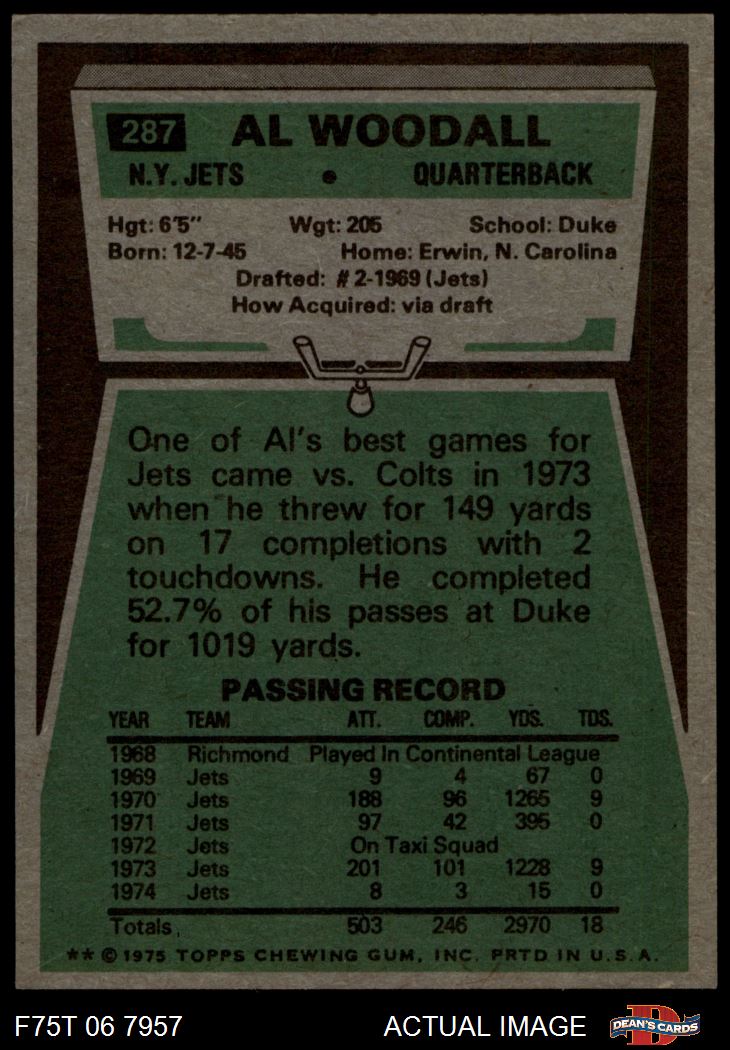 287 AL WOODALL
N.Y. JETS • QUARTERBACK
Hgt: 6'5" Wgt: 205 School: Duke
Born: 12-7-45 Home: Erwin, N. Carolina
Drafted: #2-1969 (Jets)
How Acquired: via draft
One of Al's best games for
Jets came vs. Colts in 1973
when he threw for 149 yards
on 17 completions with 2
touchdowns. He completed
52.7% of his passes at Duke
for 1019 yards.
PASSING RECORD
YEAR TEAM ATT. COMP. YDS. TDS.
1968 Richmond Played In Continental League
1969 Jets 9 4 67 0
1970 Jets 188 96 1265 9
1971 Jets 97 42 395 0
1972 Jets On Taxi Squad
1973 Jets 201 101 1228 9
1974 Jets 8 3 15 0
Totals 503 246 2970 18
** © 1975 TOPPS CHEWING GUM, INC. PRTD IN U.S.A.
F75T 06 7957 ACTUAL IMAGE DEAN'S CARDS